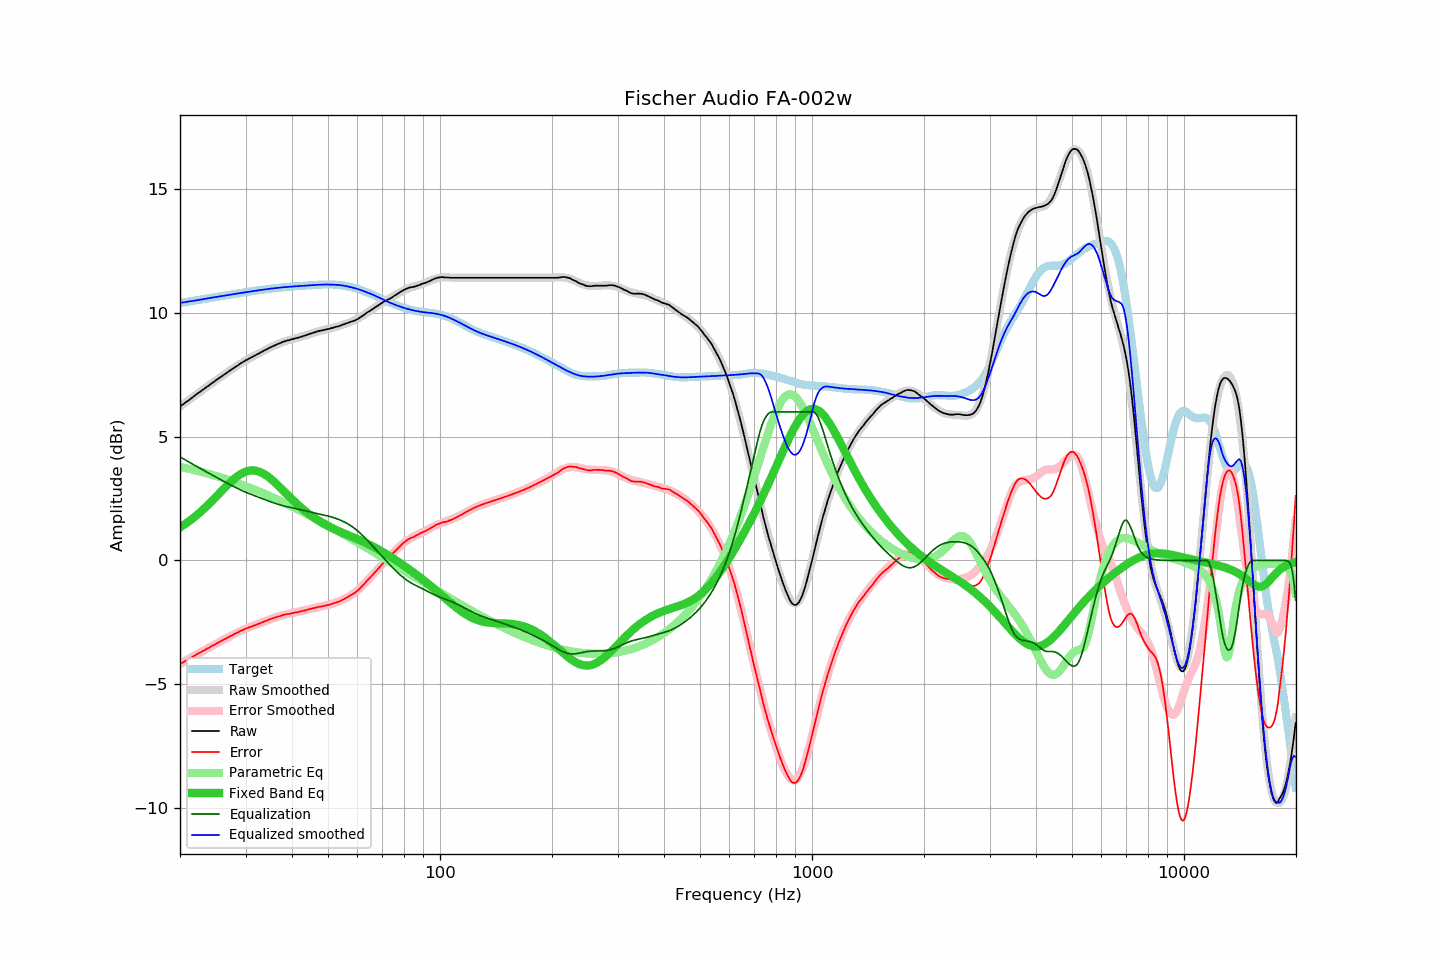 Fischer Audio FA-002w
Amplitude (dBr)
15
10
5
0
−5
−10
Target
Raw Smoothed
Error Smoothed
Raw
Error
Parametric Eq
Fixed Band Eq
Equalization
Equalized smoothed
100
1000
10000
Frequency (Hz)